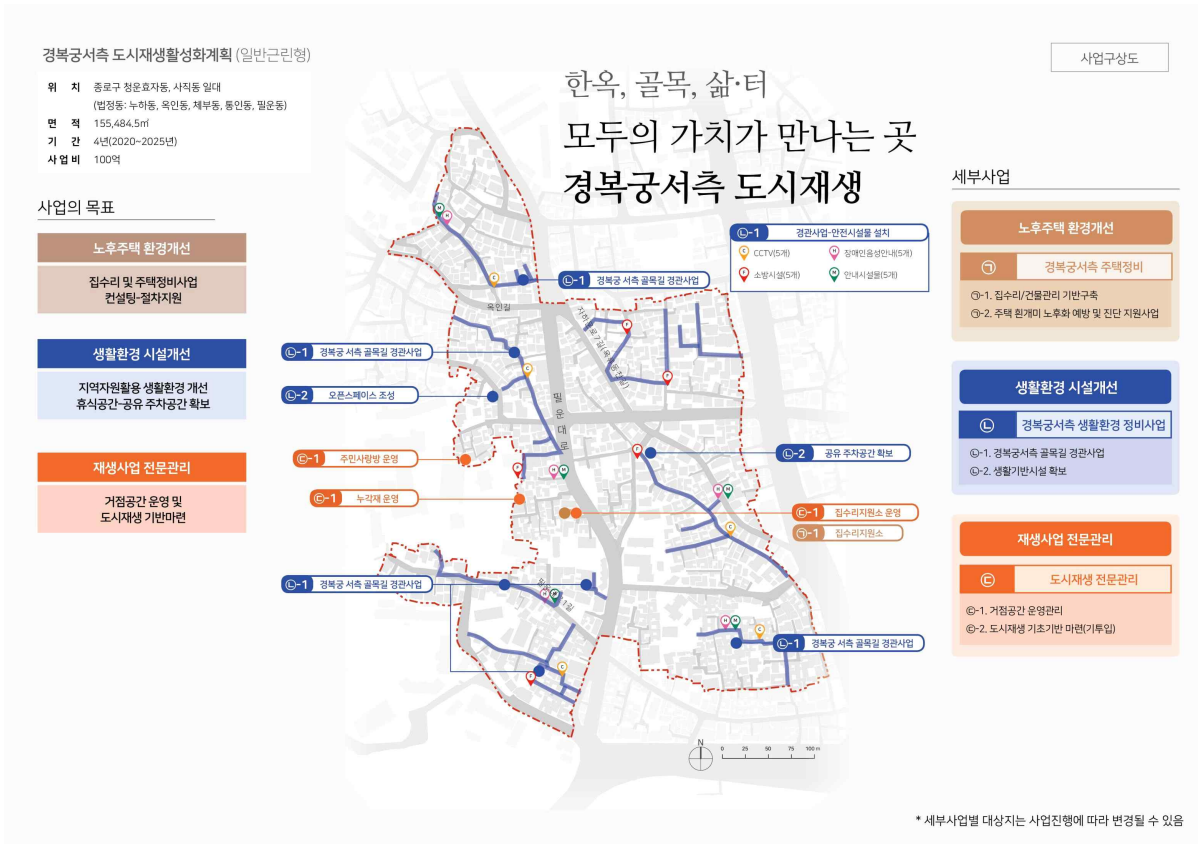 경복궁서측 도시재생활성화계획 (일반근린형)
사업구상도
위 치 종로구 청운효자동, 사직동 일대
(법정동: 누하동, 옥인동, 체부동, 통인동, 필운동)
면 적 155,484.5㎡
기 간 4년(2020~2025년)
사업비 100억
한옥, 골목, 삶·터
모두의 가치가 만나는 곳
경복궁서측 도시재생
사업의 목표
노후주택 환경개선
집수리 및 주택정비사업
컨설팅-절차지원
생활환경 시설개선
지역자원활용 생활환경 개선
휴식공간-공유 주차공간 확보
재생사업 전문관리
거점공간 운영 및
도시재생 기반마련
㉡-1 경관사업-안전시설물 설치
C CCTV(5개)
H 장애인음성안내(5개)
F 소방시설(5개)
M 안내시설물(5개)
㉡-1 경복궁 서측 골목길 경관사업
옥인길
㉡-1 경복궁 서측 골목길 경관사업
㉡-2 오픈스페이스 조성
필운대로
㉢-1 주민사랑방 운영
㉡-2 공유 주차공간 확보
㉢-1 누각재 운영
㉢-1 집수리지원소 운영
㉠-1 집수리지원소
㉡-1 경복궁 서측 골목길 경관사업
㉡-1 경복궁 서측 골목길 경관사업
N
0 25 50 75 100 m
세부사업
노후주택 환경개선
㉠ 경복궁서측 주택정비
㉠-1. 집수리/건물관리 기반구축
㉠-2. 주택 흰개미 노후화 예방 및 진단 지원사업
생활환경 시설개선
㉡ 경복궁서측 생활환경 정비사업
㉡-1. 경복궁서측 골목길 경관사업
㉡-2. 생활기반시설 확보
재생사업 전문관리
㉢ 도시재생 전문관리
㉢-1. 거점공간 운영관리
㉢-2. 도시재생 기초기반 마련(기투입)
* 세부사업별 대상지는 사업진행에 따라 변경될 수 있음